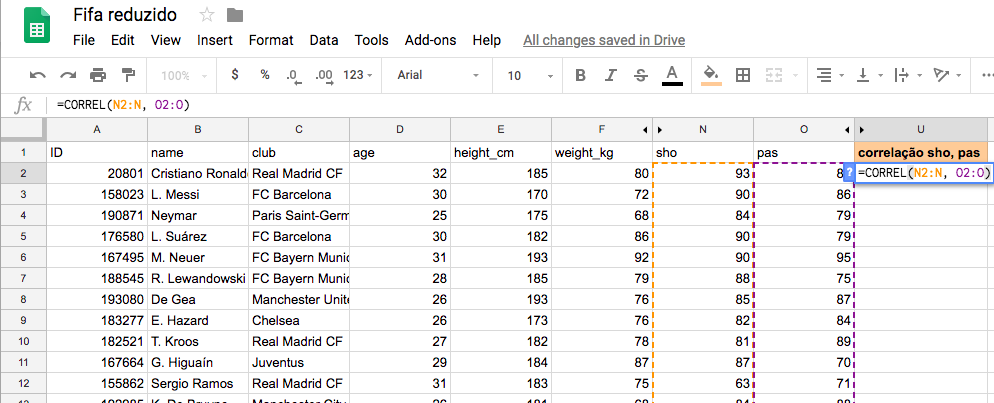 Fifa reduzido
File Edit View Insert Format Data Tools Add-ons Help All changes saved in Drive
100% $ % .0 .00 123 Arial 10 B I S A
fx =CORREL(N2:N, O2:O)
A B C D E F N O U
1 ID name club age height_cm weight_kg sho pas correlação sho, pas
2 20801 Cristiano Ronald Real Madrid CF 32 185 80 93 ? =CORREL(N2:N, O2:O)
3 158023 L. Messi FC Barcelona 30 170 72 90 86
4 190871 Neymar Paris Saint-Germ 25 175 68 84 79
5 176580 L. Suárez FC Barcelona 30 182 86 90 79
6 167495 M. Neuer FC Bayern Munic 31 193 92 90 95
7 188545 R. Lewandowski FC Bayern Munic 28 185 79 88 75
8 193080 De Gea Manchester Unite 26 193 76 85 87
9 183277 E. Hazard Chelsea 26 173 76 82 84
10 182521 T. Kroos Real Madrid CF 27 182 78 81 89
11 167664 G. Higuaín Juventus 29 184 87 87 70
12 155862 Sergio Ramos Real Madrid CF 31 183 75 63 71